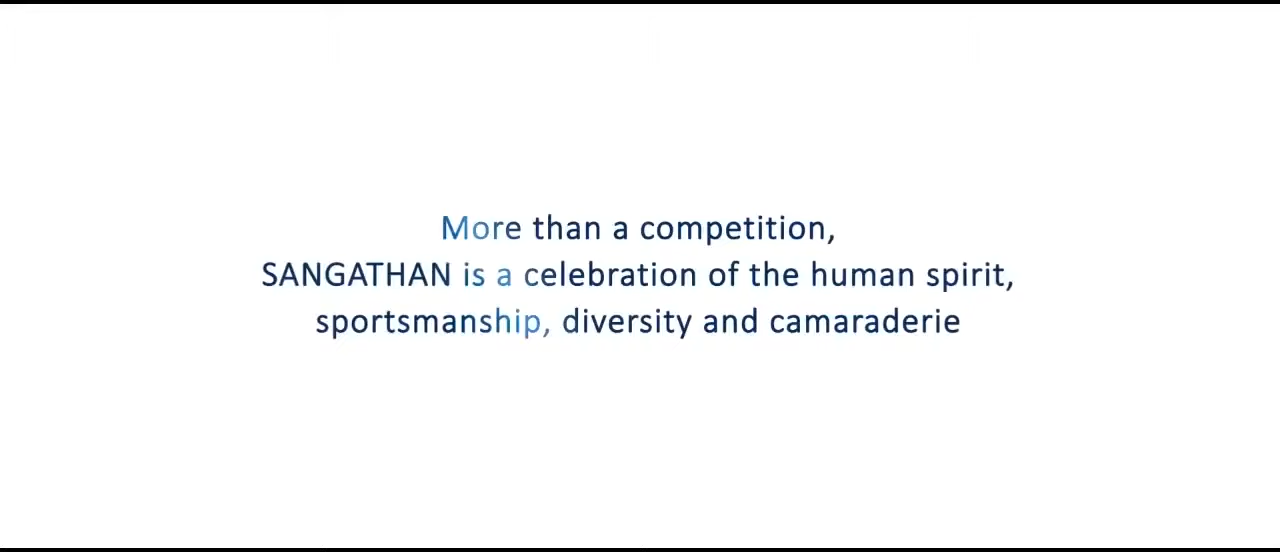 More than a competition,
SANGATHAN is a celebration of the human spirit,
sportsmanship, diversity and camaraderie